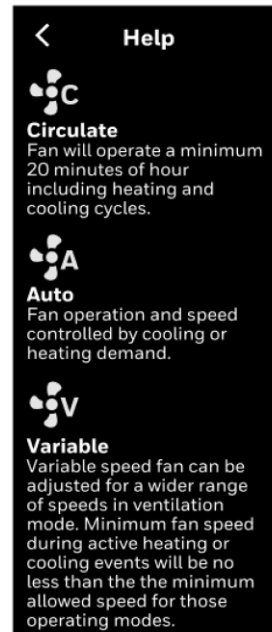 Help
C
Circulate
Fan will operate a minimum
20 minutes of hour
including heating and
cooling cycles.
A
Auto
Fan operation and speed
controlled by cooling or
heating demand.
V
Variable
Variable speed fan can be
adjusted for a wider range
of speeds in ventilation
mode. Minimum fan speed
during active heating or
cooling events will be no
less than the the minimum
allowed speed for those
operating modes.